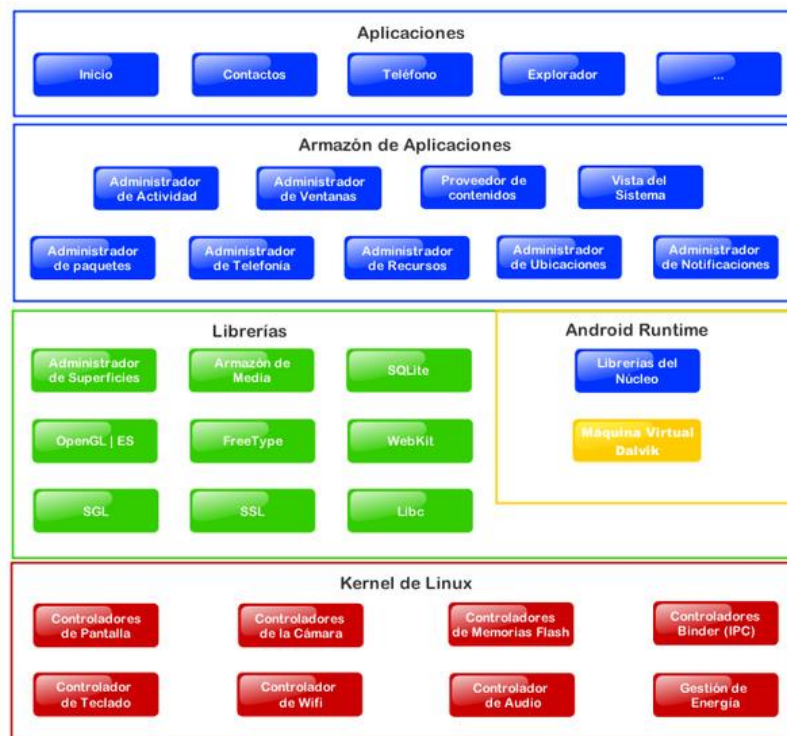 Aplicaciones
Inicio
Contactos
Teléfono
Explorador
...
Armazón de Aplicaciones
Administrador
de Actividad
Administrador
de Ventanas
Proveedor de
contenidos
Vista del
Sistema
Administrador
de paquetes
Administrador
de Telefonía
Administrador
de Recursos
Administrador
de Ubicaciones
Administrador
de Notificaciones
Librerías
Administrador
de Superficies
Armazón de
Media
SQLite
OpenGL | ES
FreeType
WebKit
SGL
SSL
Libc
Android Runtime
Librerías del
Núcleo
Máquina Virtual
Dalvik
Kernel de Linux
Controladores
de Pantalla
Controladores
de la Cámara
Controladores
de Memorias Flash
Controladores
Binder (IPC)
Controlador
de Teclado
Controlador
de Wifi
Controlador
de Audio
Gestión de
Energía